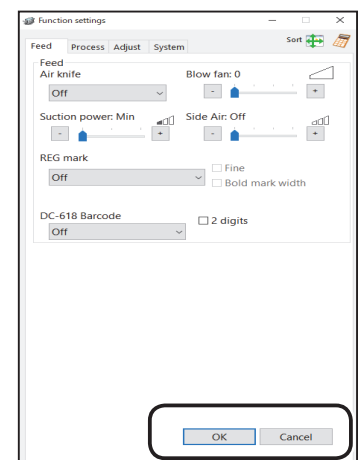 Function settings
Feed Process Adjust System Sort
Feed
Air knife Blow fan: 0
Off - +
Suction power: Min Side Air: Off
- + - +
REG mark
Off Fine
Bold mark width
DC-618 Barcode
Off 2 digits
OK Cancel